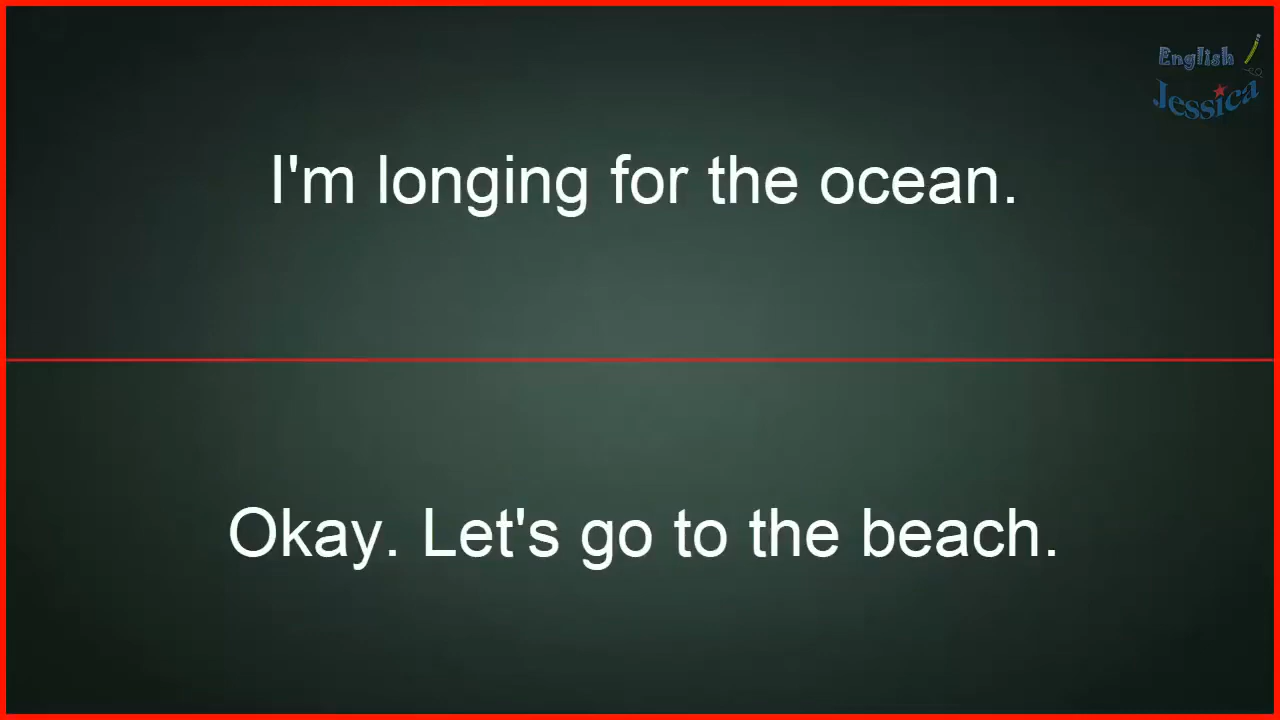 English
Jessica
I'm longing for the ocean.
Okay. Let's go to the beach.